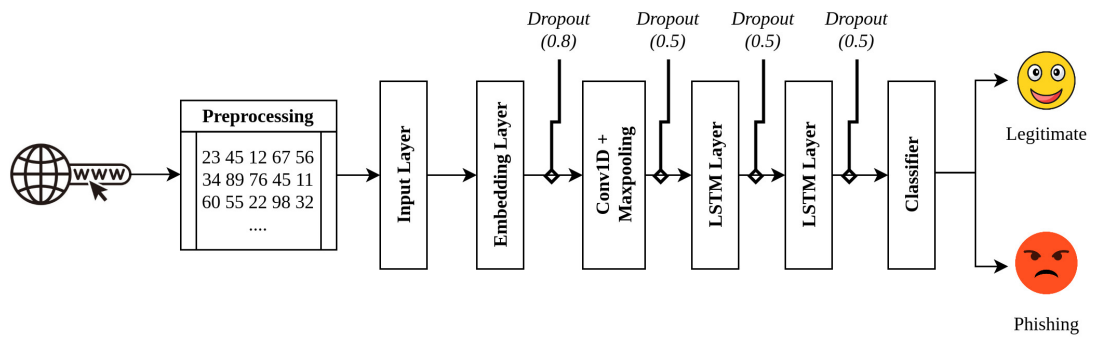 WWW
Preprocessing
23 45 12 67 56
34 89 76 45 11
60 55 22 98 32
....
Input Layer
Embedding Layer
Dropout
(0.8)
Conv1D +
Maxpooling
Dropout
(0.5)
LSTM Layer
Dropout
(0.5)
LSTM Layer
Dropout
(0.5)
Classifier
Legitimate
Phishing